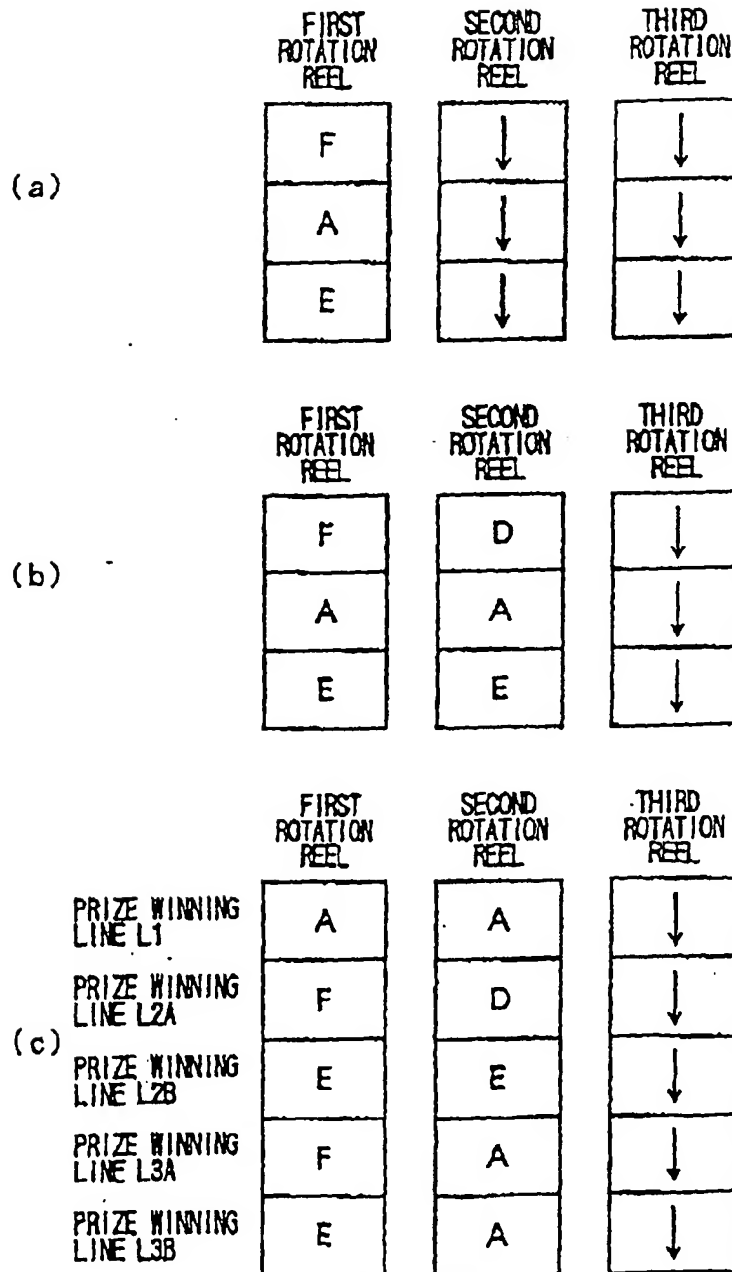 FIRST ROTATION REEL
SECOND ROTATION REEL
THIRD ROTATION REEL
(a)
F
A
E
FIRST ROTATION REEL
SECOND ROTATION REEL
THIRD ROTATION REEL
(b)
F D
A A
E E
FIRST ROTATION REEL
SECOND ROTATION REEL
THIRD ROTATION REEL
(c)
PRIZE WINNING
LINE L1
A A
PRIZE WINNING
LINE L2A
F D
PRIZE WINNING
LINE L2B
E E
PRIZE WINNING
LINE L3A
F A
PRIZE WINNING
LINE L3B
E A